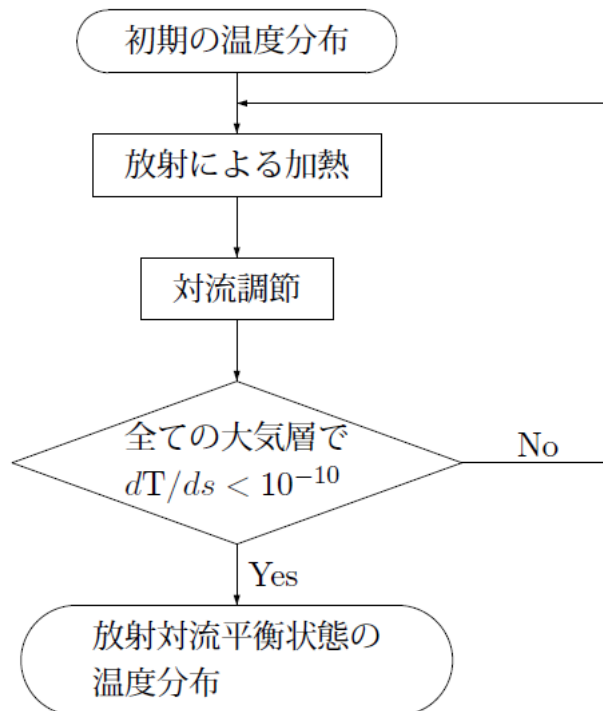 初期の温度分布
放射による加熱
対流調節
全ての大気層で
dT/ds < 10⁻¹⁰
No
Yes
放射対流平衡状態の
温度分布